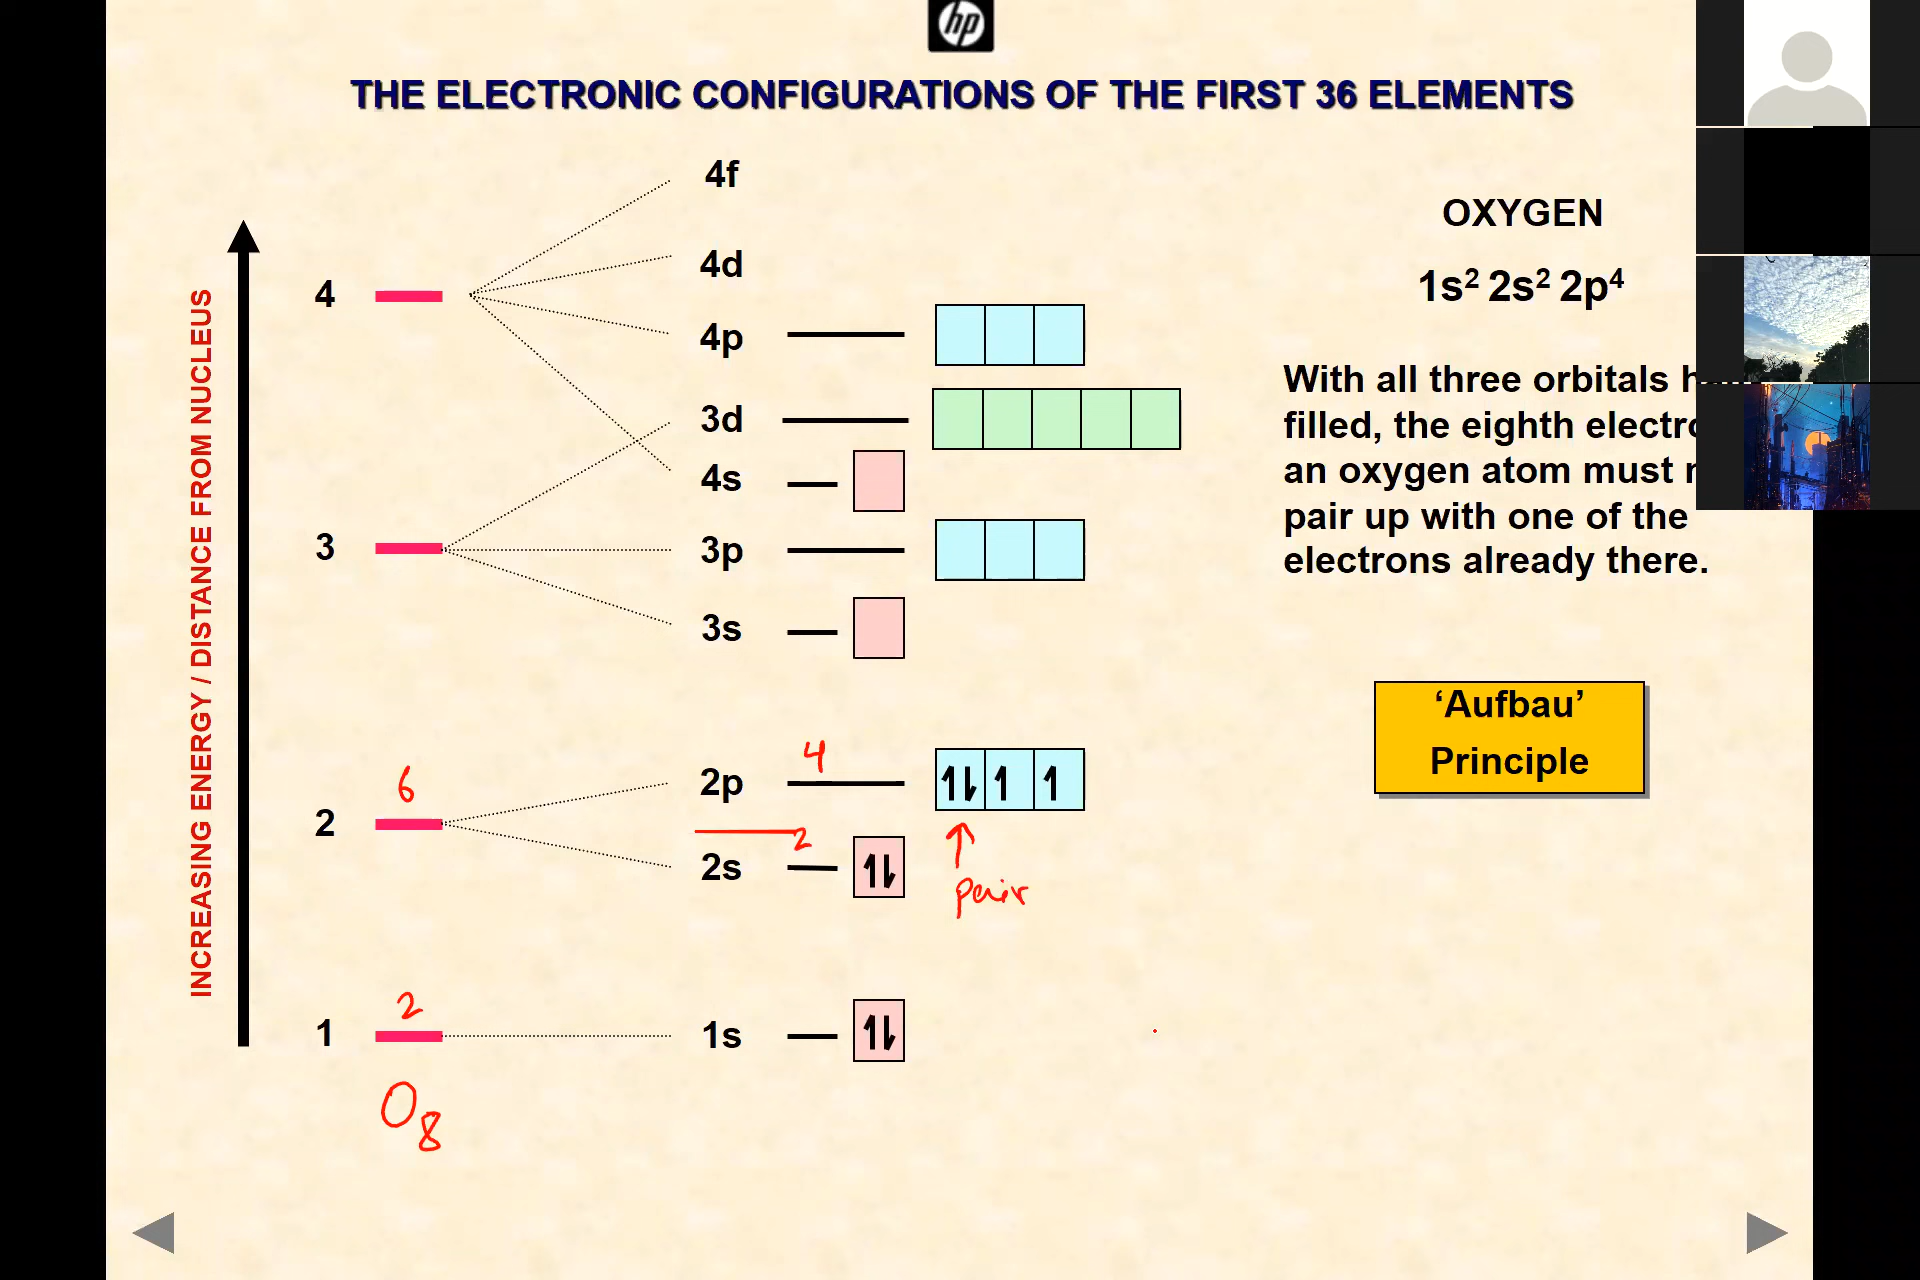 hp
THE ELECTRONIC CONFIGURATIONS OF THE FIRST 36 ELEMENTS
INCREASING ENERGY / DISTANCE FROM NUCLEUS
4f
4d
4
4p
3d
4s
3
3p
3s
4
6
2p
2
2
2s
pair
2
1
1s
O8
OXYGEN
1s² 2s² 2p⁴
With all three orbitals
filled, the eighth
an oxygen atom must
pair up with one of the
electrons already there.
‘Aufbau’
Principle